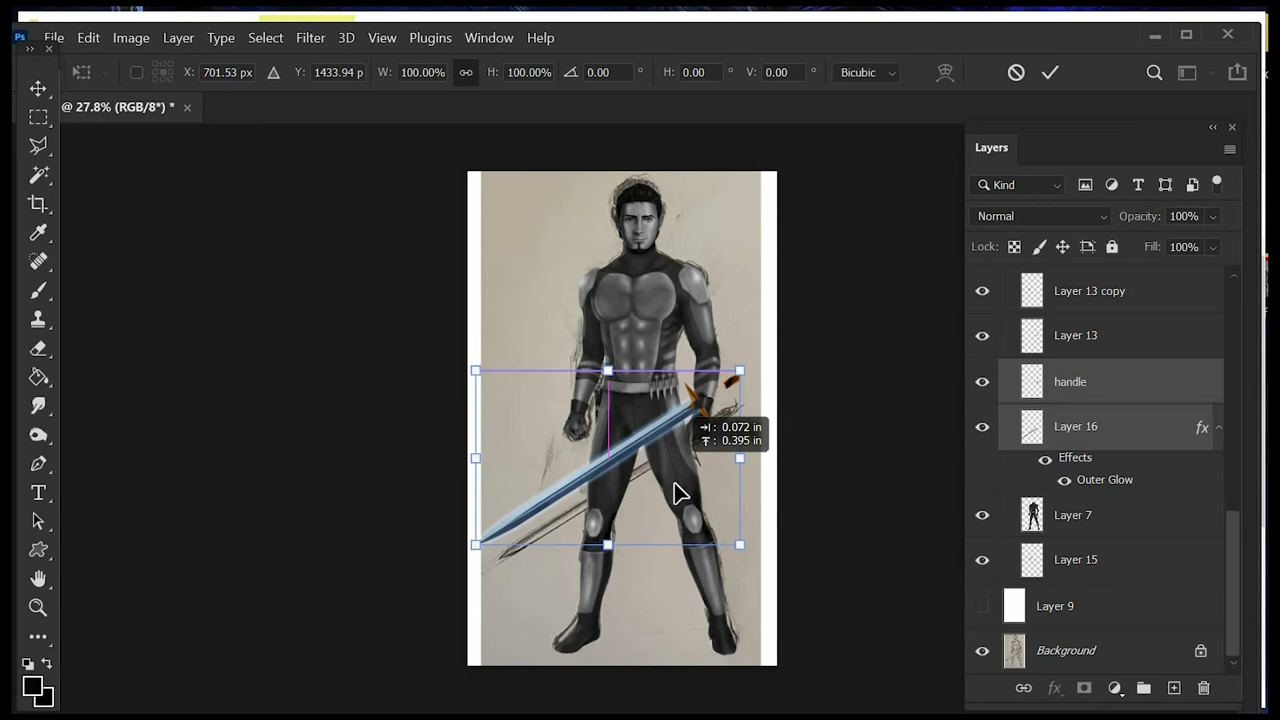 Ps File Edit Image Layer Type Select Filter 3D View Plugins Window Help
X: 701.53 px Y: 1433.94 p W: 100.00% H: 100.00% 0.00 H: 0.00 V: 0.00 ° Bicubic
@ 27.8% (RGB/8*) * ×
Layers
Kind
Normal Opacity: 100%
Lock: Fill: 100%
Layer 13 copy
Layer 13
handle
Layer 16 fx
Effects
Outer Glow
Layer 7
Layer 15
Layer 9
Background
: 0.072 in
: 0.395 in
fx